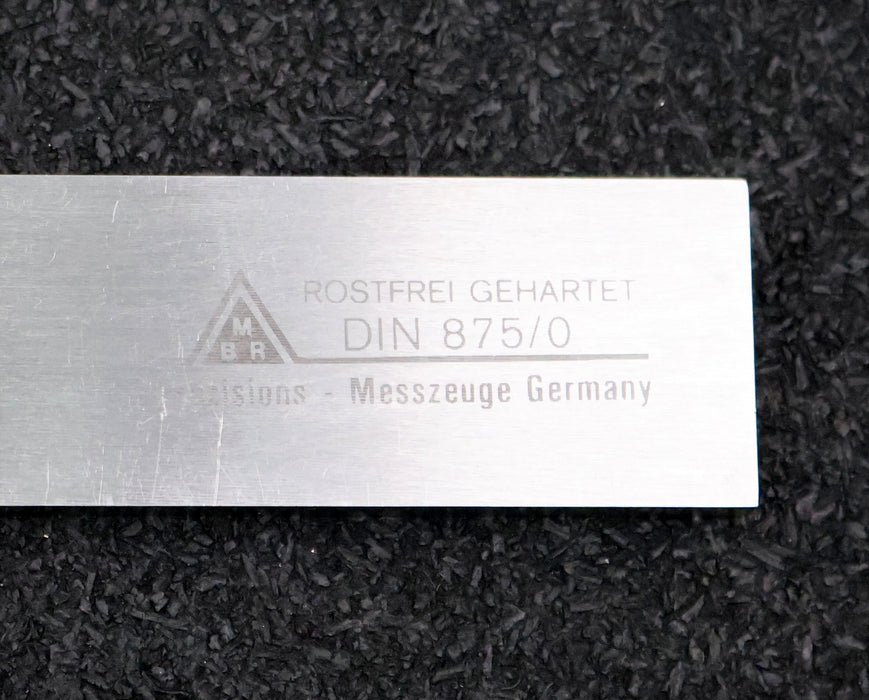 ROSTFREI GEHARTET
DIN 875/0
M
B R
- Messzeuge Germany